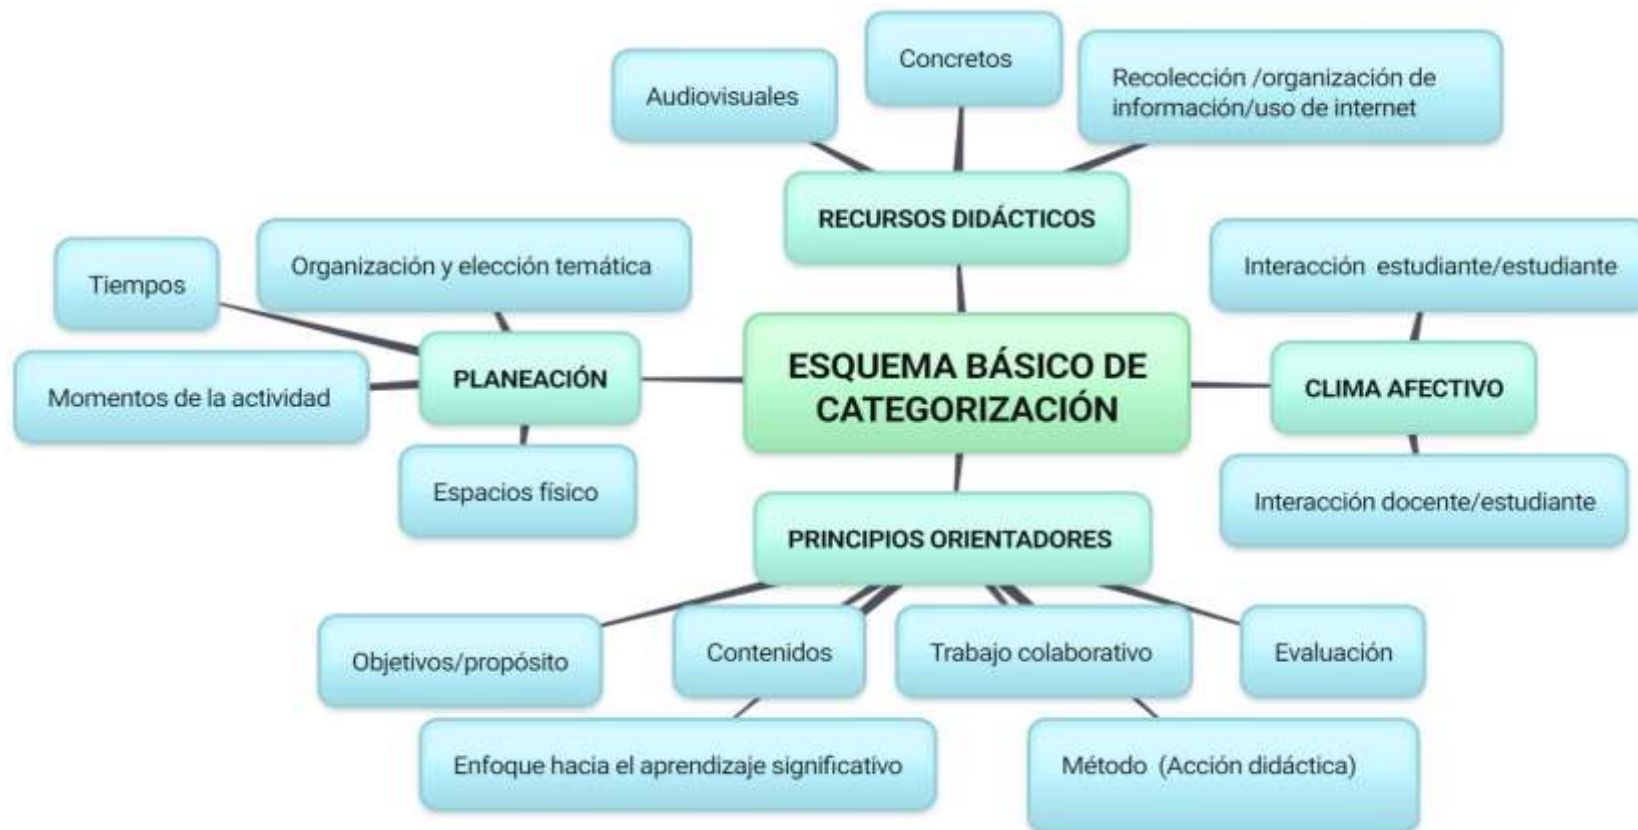 Concretos
Recolección /organización de
información/uso de internet
Audiovisuales
RECURSOS DIDÁCTICOS
Organización y elección temática
Interacción  estudiante/estudiante
Tiempos
ESQUEMA BÁSICO DE
CATEGORIZACIÓN
PLANEACIÓN
CLIMA AFECTIVO
Momentos de la actividad
Espacios físico
Interacción docente/estudiante
PRINCIPIOS ORIENTADORES
Objetivos/propósito
Contenidos
Trabajo colaborativo
Evaluación
Enfoque hacia el aprendizaje significativo
Método  (Acción didáctica)